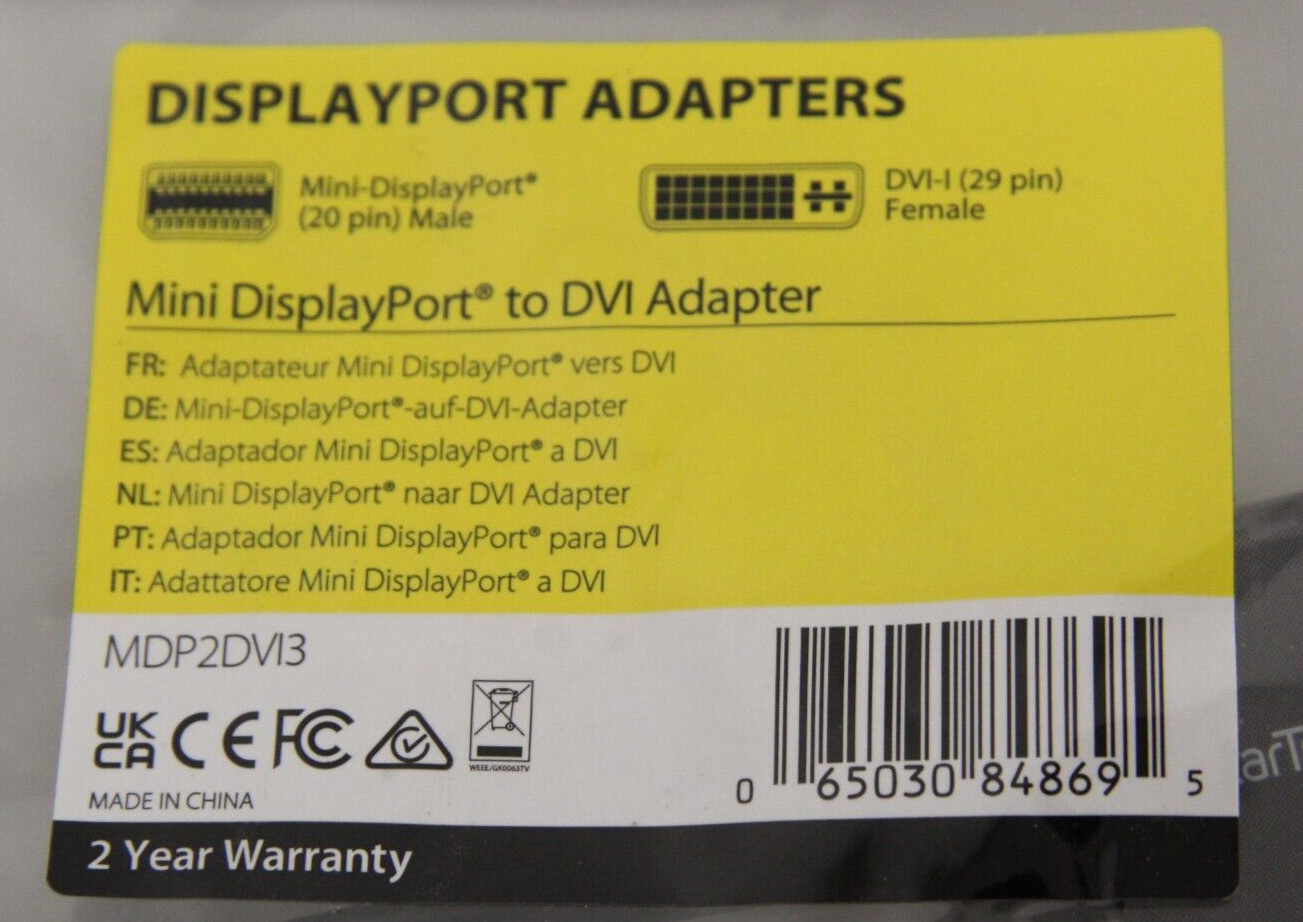 DISPLAYPORT ADAPTERS
Mini-DisplayPort®
(20 pin) Male
DVI-I (29 pin)
Female
Mini DisplayPort® to DVI Adapter
FR: Adaptateur Mini DisplayPort® vers DVI
DE: Mini-DisplayPort®-auf-DVI-Adapter
ES: Adaptador Mini DisplayPort® a DVI
NL: Mini DisplayPort® naar DVI Adapter
PT: Adaptador Mini DisplayPort® para DVI
IT: Adattatore Mini DisplayPort® a DVI
MDP2DVI3
UK
CA CE FC
WEEE/GK0063TV
MADE IN CHINA
0 65030 84869 5
2 Year Warranty